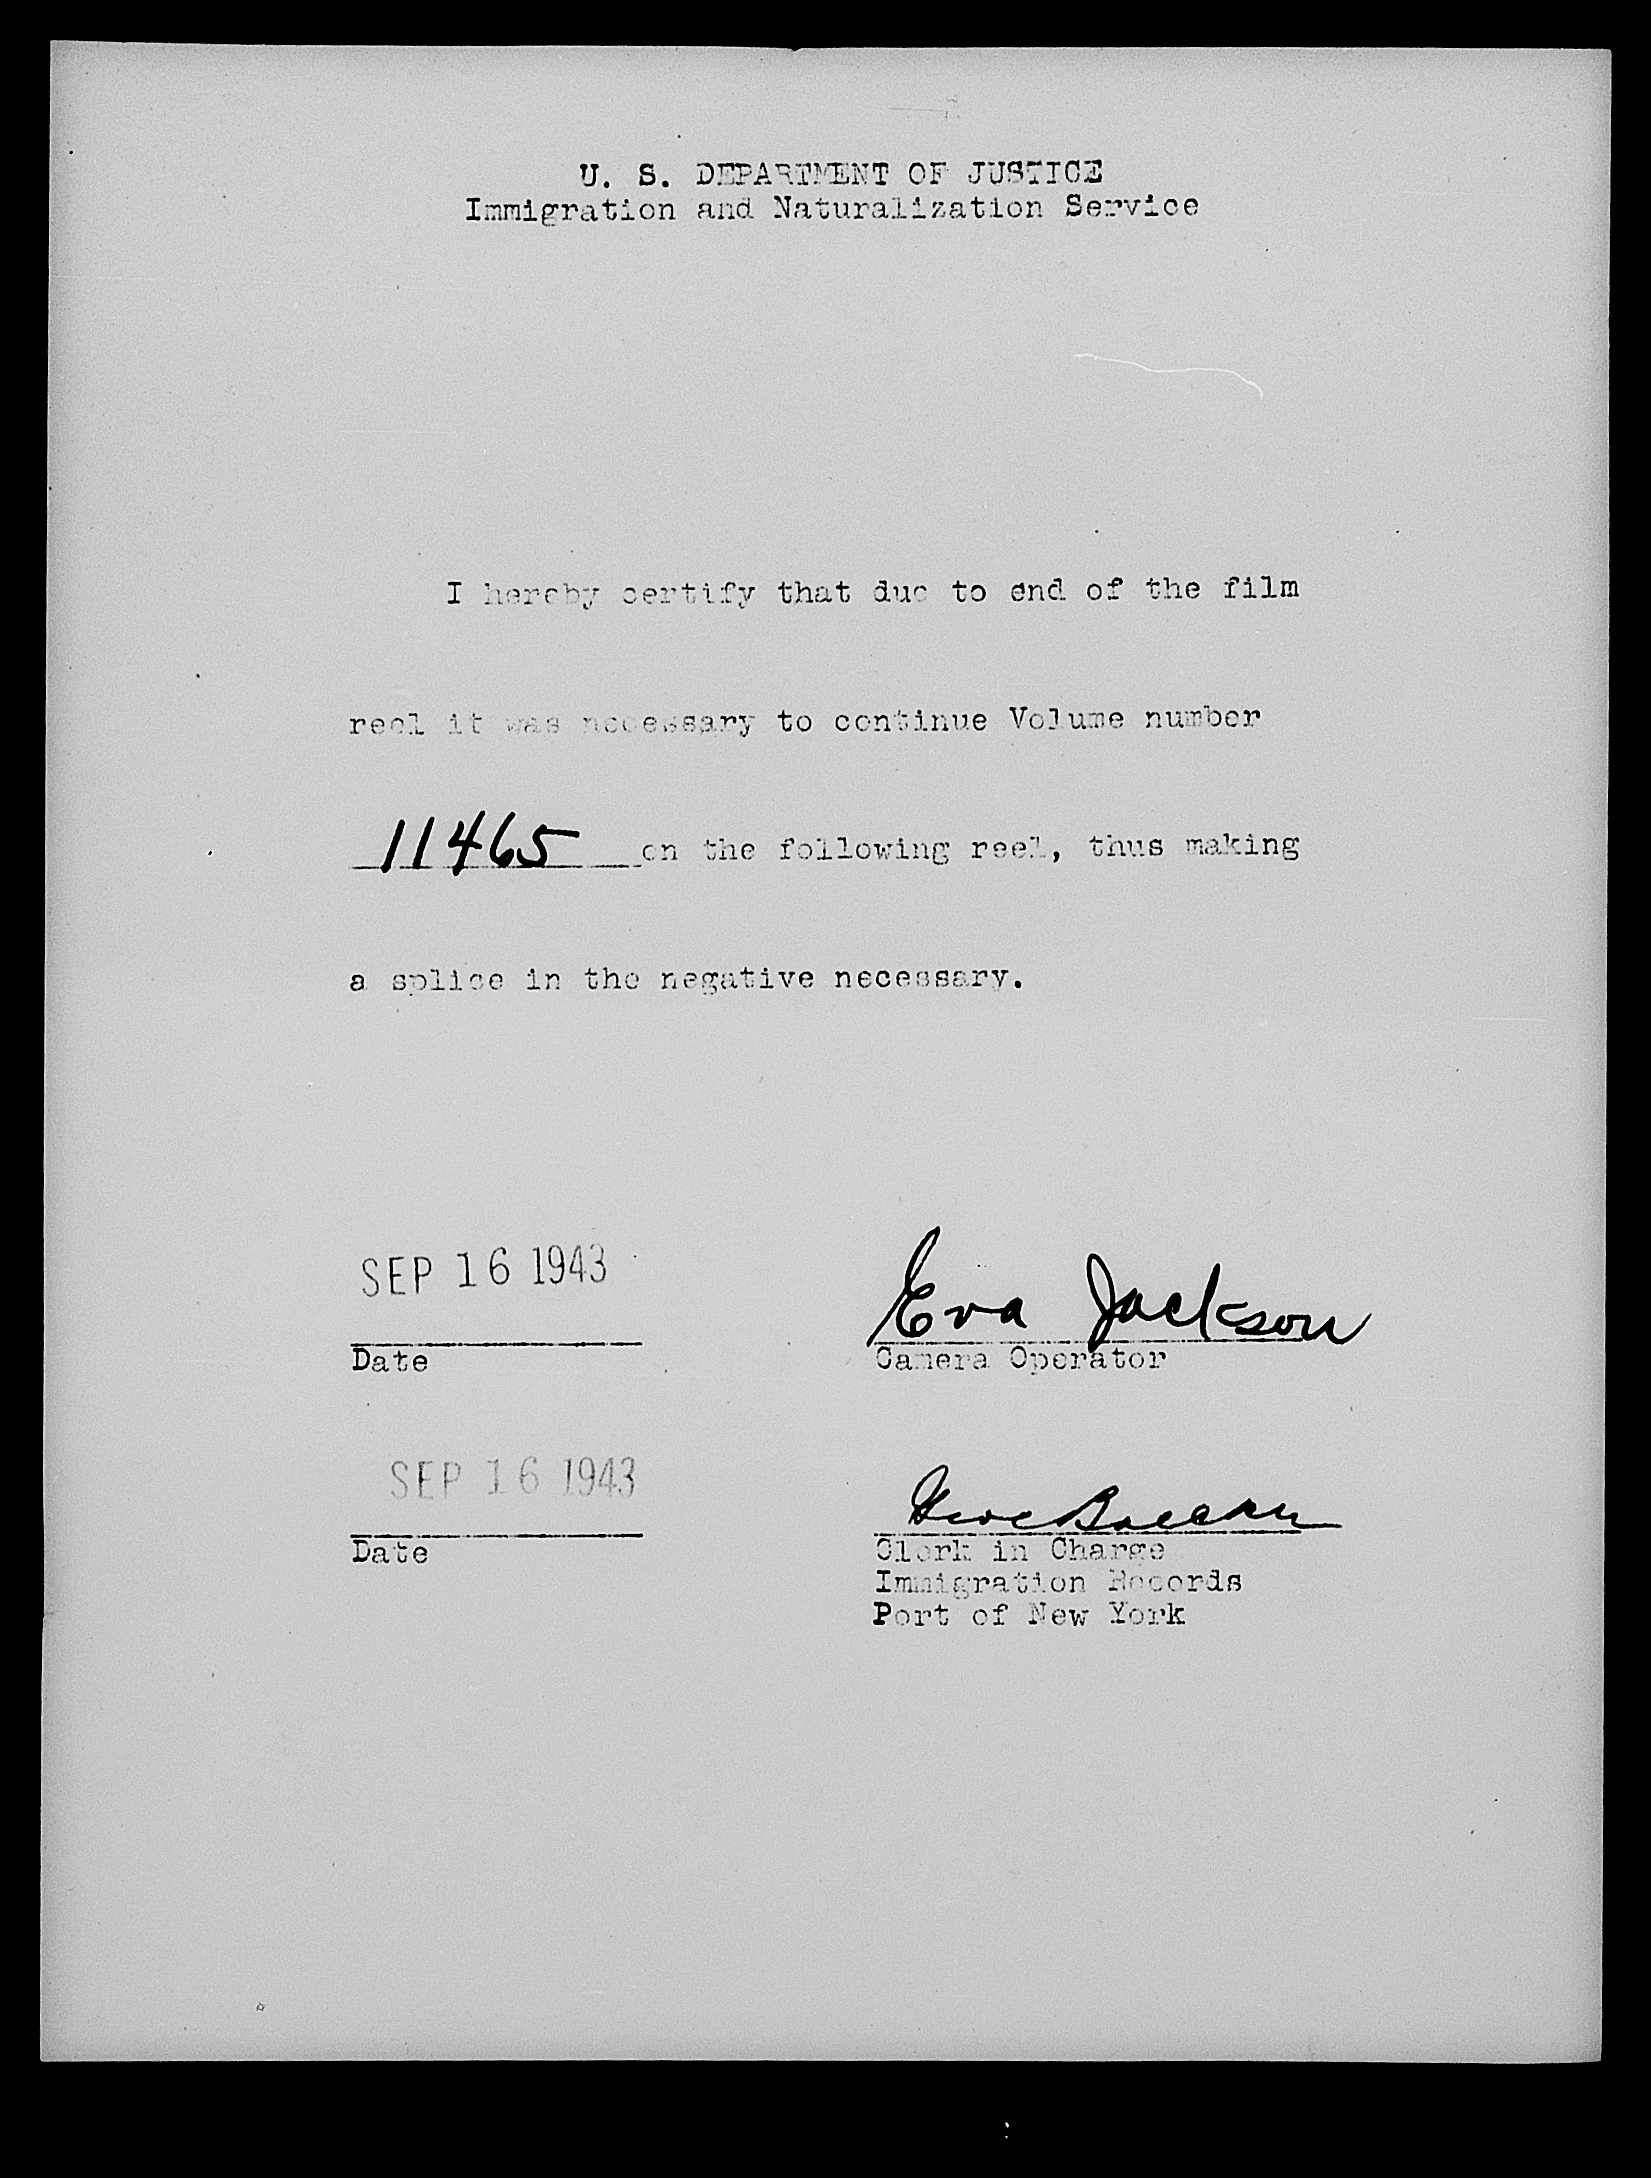 U. S. DEPARTMENT OF JUSTICE
Immigration and Naturalization Service
I hereby certify that due to end of the film
reel it was necessary to continue Volume number
11465 on the following reel, thus making
a splice in the negative necessary.
SEP 16 1943
Eva Jackson
Date
Camera Operator
SEP 16 1943
Date
Clerk in Charge
Immigration Records
Port of New York